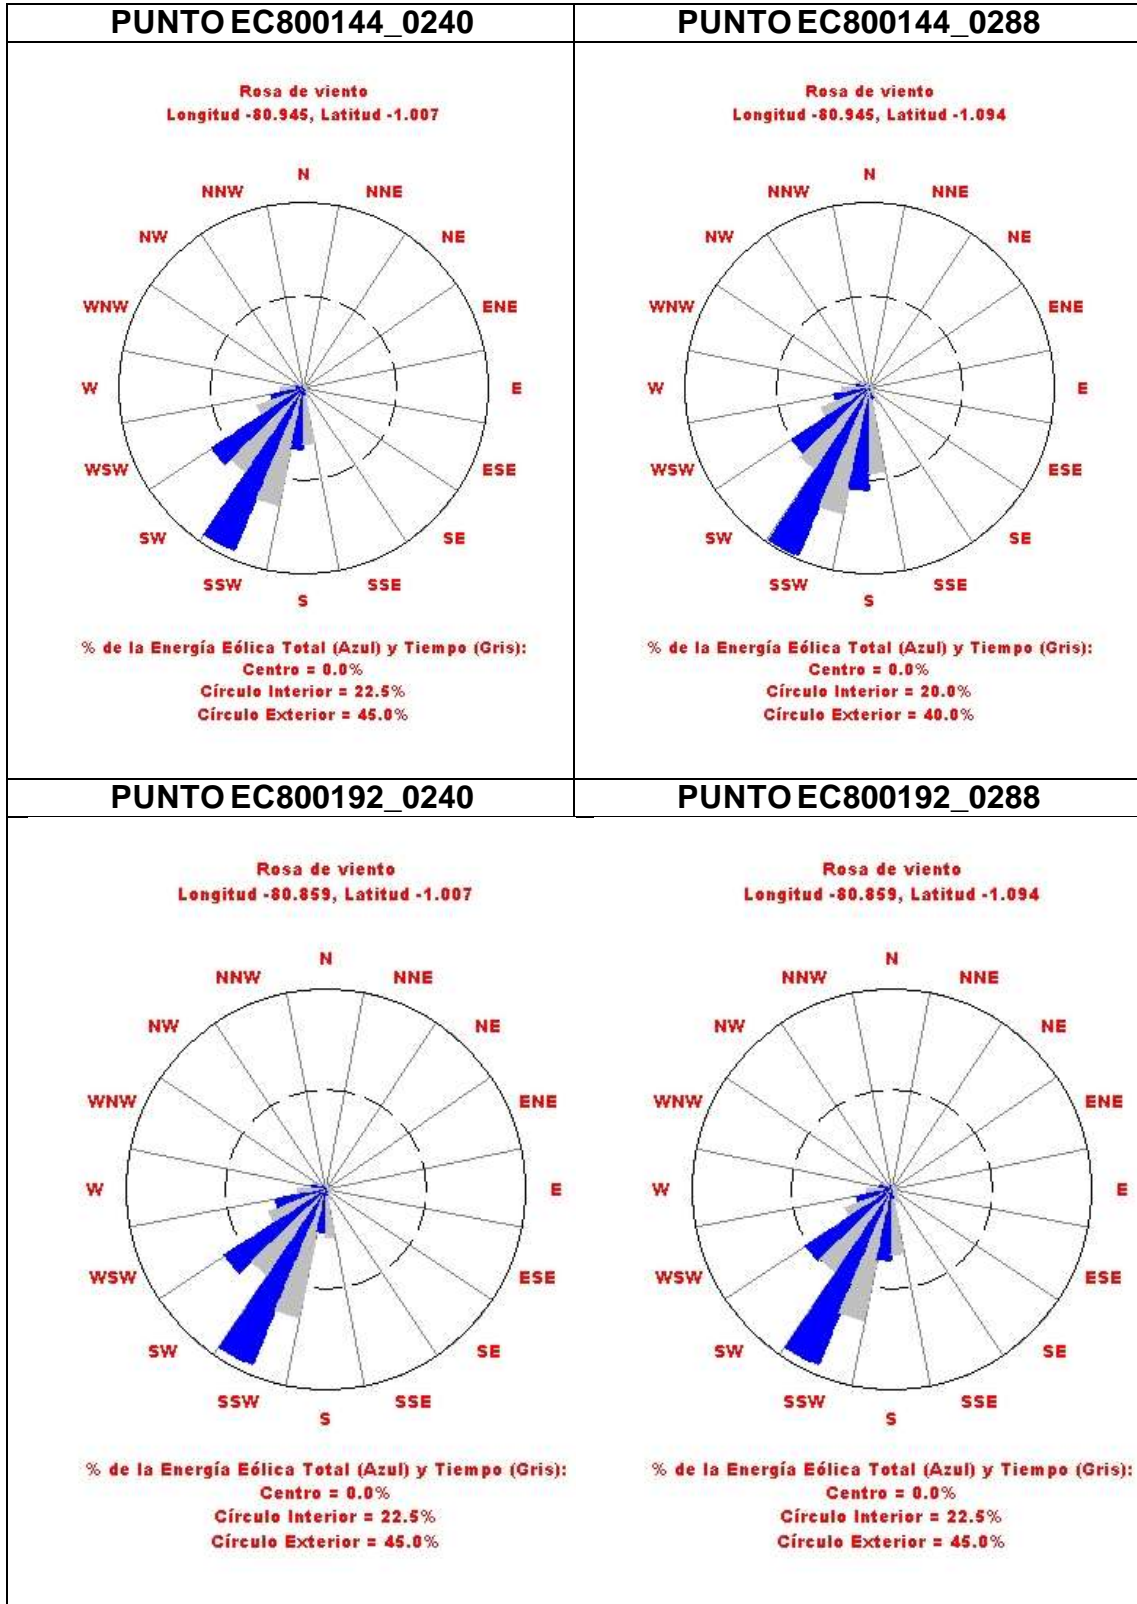 PUNTO EC800144_0240
PUNTO EC800144_0288
Rosa de viento
Longitud -80.945, Latitud -1.007
N
NNW
NNE
NW
NE
WNW
ENE
W
E
WSW
ESE
SW
SE
SSW
SSE
S
% de la Energía Eólica Total (Azul) y Tiempo (Gris):
Centro = 0.0%
Círculo Interior = 22.5%
Círculo Exterior = 45.0%
Rosa de viento
Longitud -80.945, Latitud -1.094
N
NNW
NNE
NW
NE
WNW
ENE
W
E
WSW
ESE
SW
SE
SSW
SSE
S
% de la Energía Eólica Total (Azul) y Tiempo (Gris):
Centro = 0.0%
Círculo Interior = 20.0%
Círculo Exterior = 40.0%
PUNTO EC800192_0240
PUNTO EC800192_0288
Rosa de viento
Longitud -80.859, Latitud -1.007
N
NNW
NNE
NW
NE
WNW
ENE
W
E
WSW
ESE
SW
SE
SSW
SSE
S
% de la Energía Eólica Total (Azul) y Tiempo (Gris):
Centro = 0.0%
Círculo Interior = 22.5%
Círculo Exterior = 45.0%
Rosa de viento
Longitud -80.859, Latitud -1.094
N
NNW
NNE
NW
NE
WNW
ENE
W
E
WSW
ESE
SW
SE
SSW
SSE
S
% de la Energía Eólica Total (Azul) y Tiempo (Gris):
Centro = 0.0%
Círculo Interior = 22.5%
Círculo Exterior = 45.0%